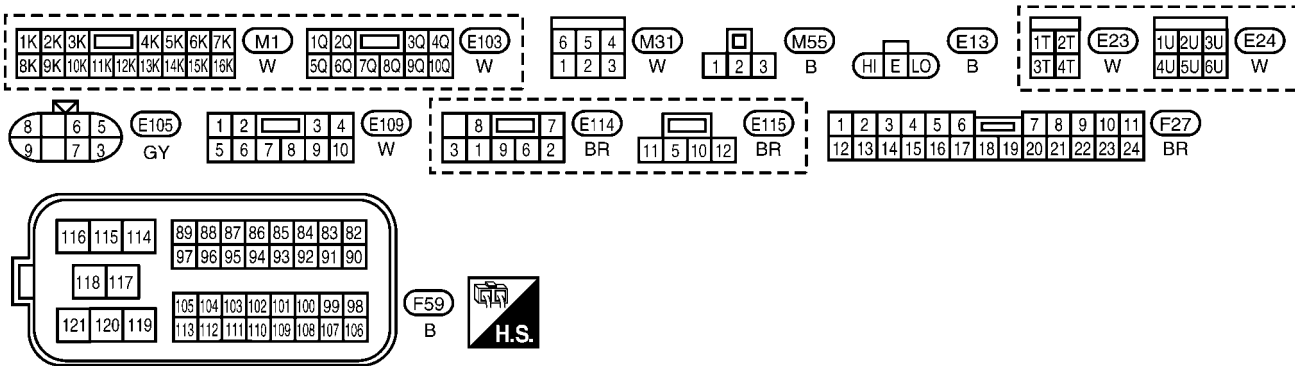 1K 2K 3K 4K 5K 6K 7K
8K 9K 10K 11K 12K 13K 14K 15K 16K
M1
W
1Q 2Q 3Q 4Q
5Q 6Q 7Q 8Q 9Q 10Q
E103
W
6 5 4
1 2 3
M31
W
1 2 3
M55
B
HI E LO
E13
B
1T 2T
3T 4T
E23
W
1U 2U 3U
4U 5U 6U
E24
W
8 6 5
9 7 3
E105
GY
1 2 3 4
5 6 7 8 9 10
E109
W
8 7
3 1 9 6 2
E114
BR
11 5 10 12
E115
BR
1 2 3 4 5 6 7 8 9 10 11
12 13 14 15 16 17 18 19 20 21 22 23 24
F27
BR
116 115 114
118 117
121 120 119
89 88 87 86 85 84 83 82
97 96 95 94 93 92 91 90
105 104 103 102 101 100 99 98
113 112 111 110 109 108 107 106
F59
B
H.S.